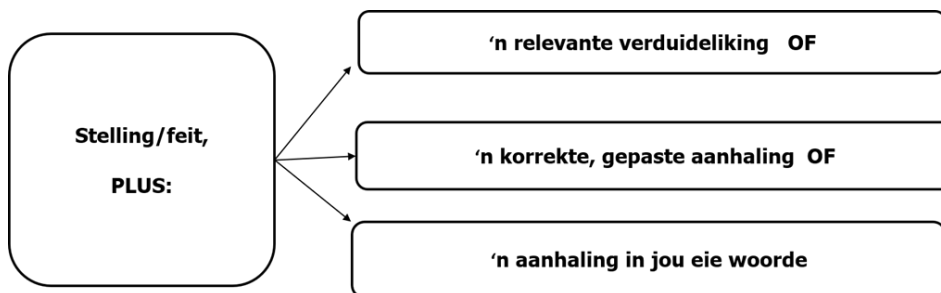 Stelling/feit,
PLUS:
‘n relevante verduideliking OF
‘n korrekte, gepaste aanhaling OF
‘n aanhaling in jou eie woorde